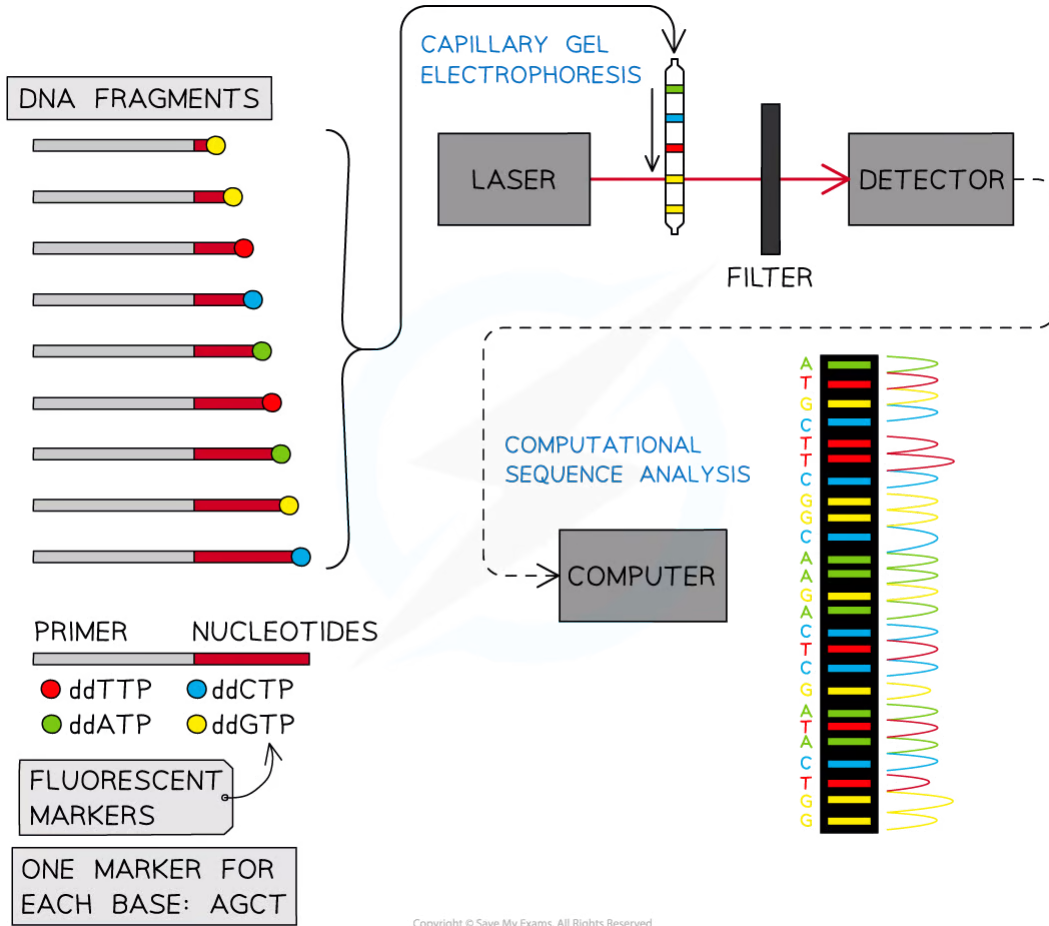 CAPILLARY GEL
ELECTROPHORESIS
DNA FRAGMENTS
LASER
DETECTOR
FILTER
COMPUTATIONAL
SEQUENCE ANALYSIS
COMPUTER
PRIMER NUCLEOTIDES
ddTTP ddCTP
ddATP ddGTP
FLUORESCENT
MARKERS
ONE MARKER FOR
EACH BASE: AGCT
A
T
G
C
T
T
C
G
G
C
A
A
G
A
C
T
C
G
A
T
A
C
T
G
G
Copyright © Save My Exams. All Rights Reserved